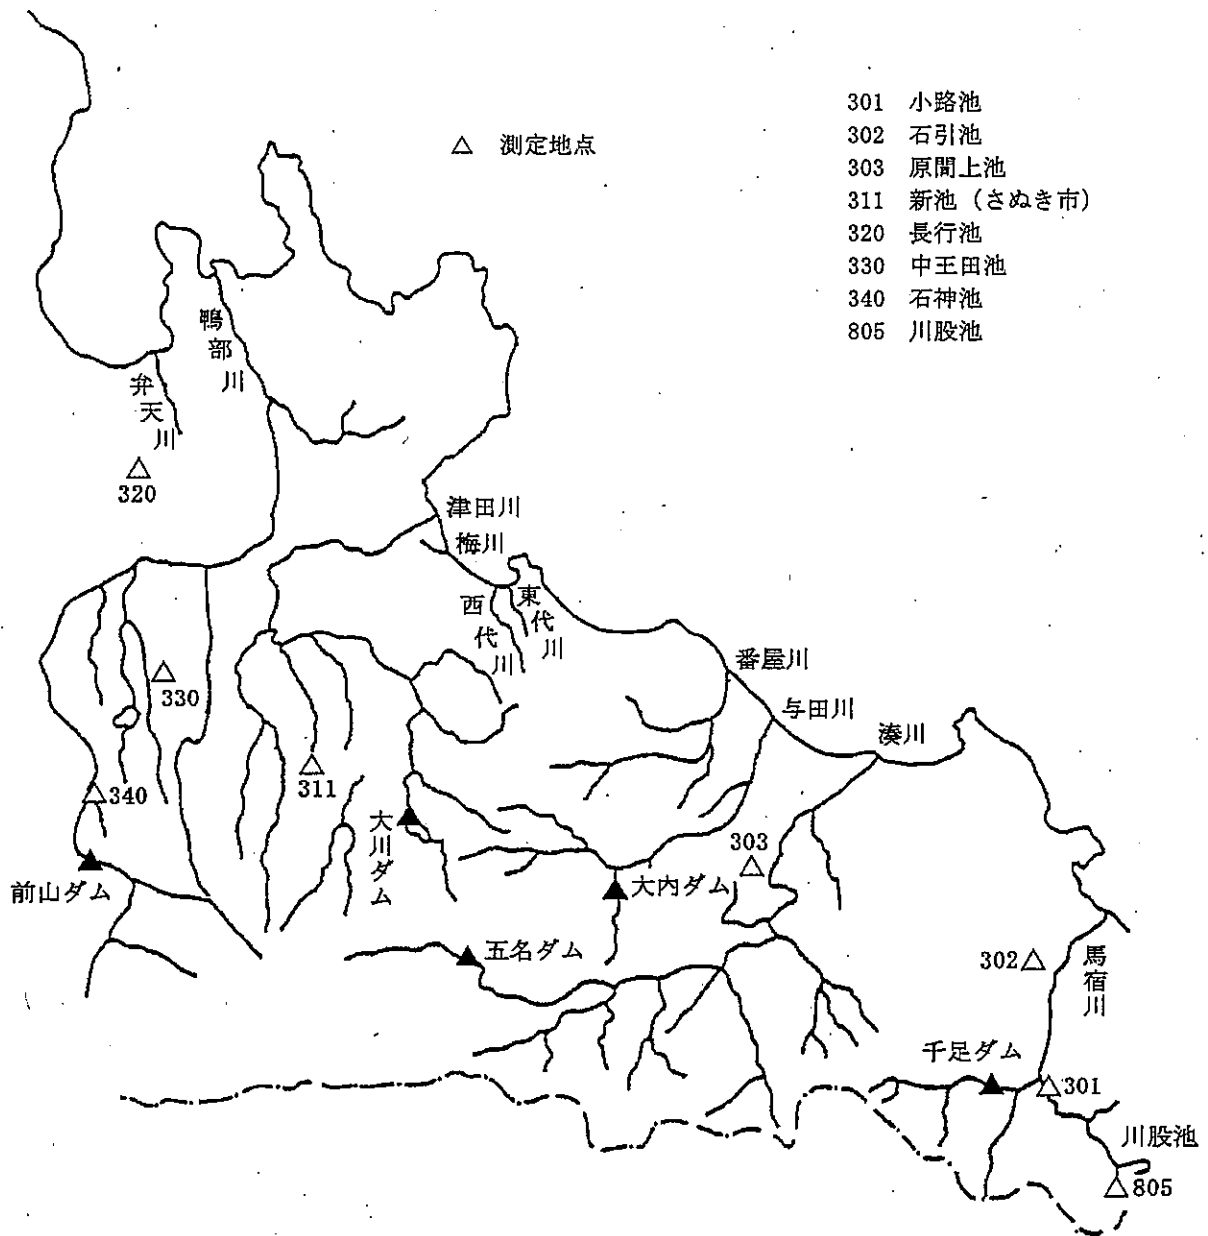 △ 測定地点
301 小路池
302 石引池
303 原間上池
311 新池（さぬき市）
320 長行池
330 中王田池
340 石神池
805 川股池
鴨部川
弁天川
320
津田川
梅川
西代川
東代川
番屋川
与田川
湊川
330
311
340
大川ダム
303
前山ダム
大内ダム
五名ダム
302
馬宿川
千足ダム
301
川股池
805